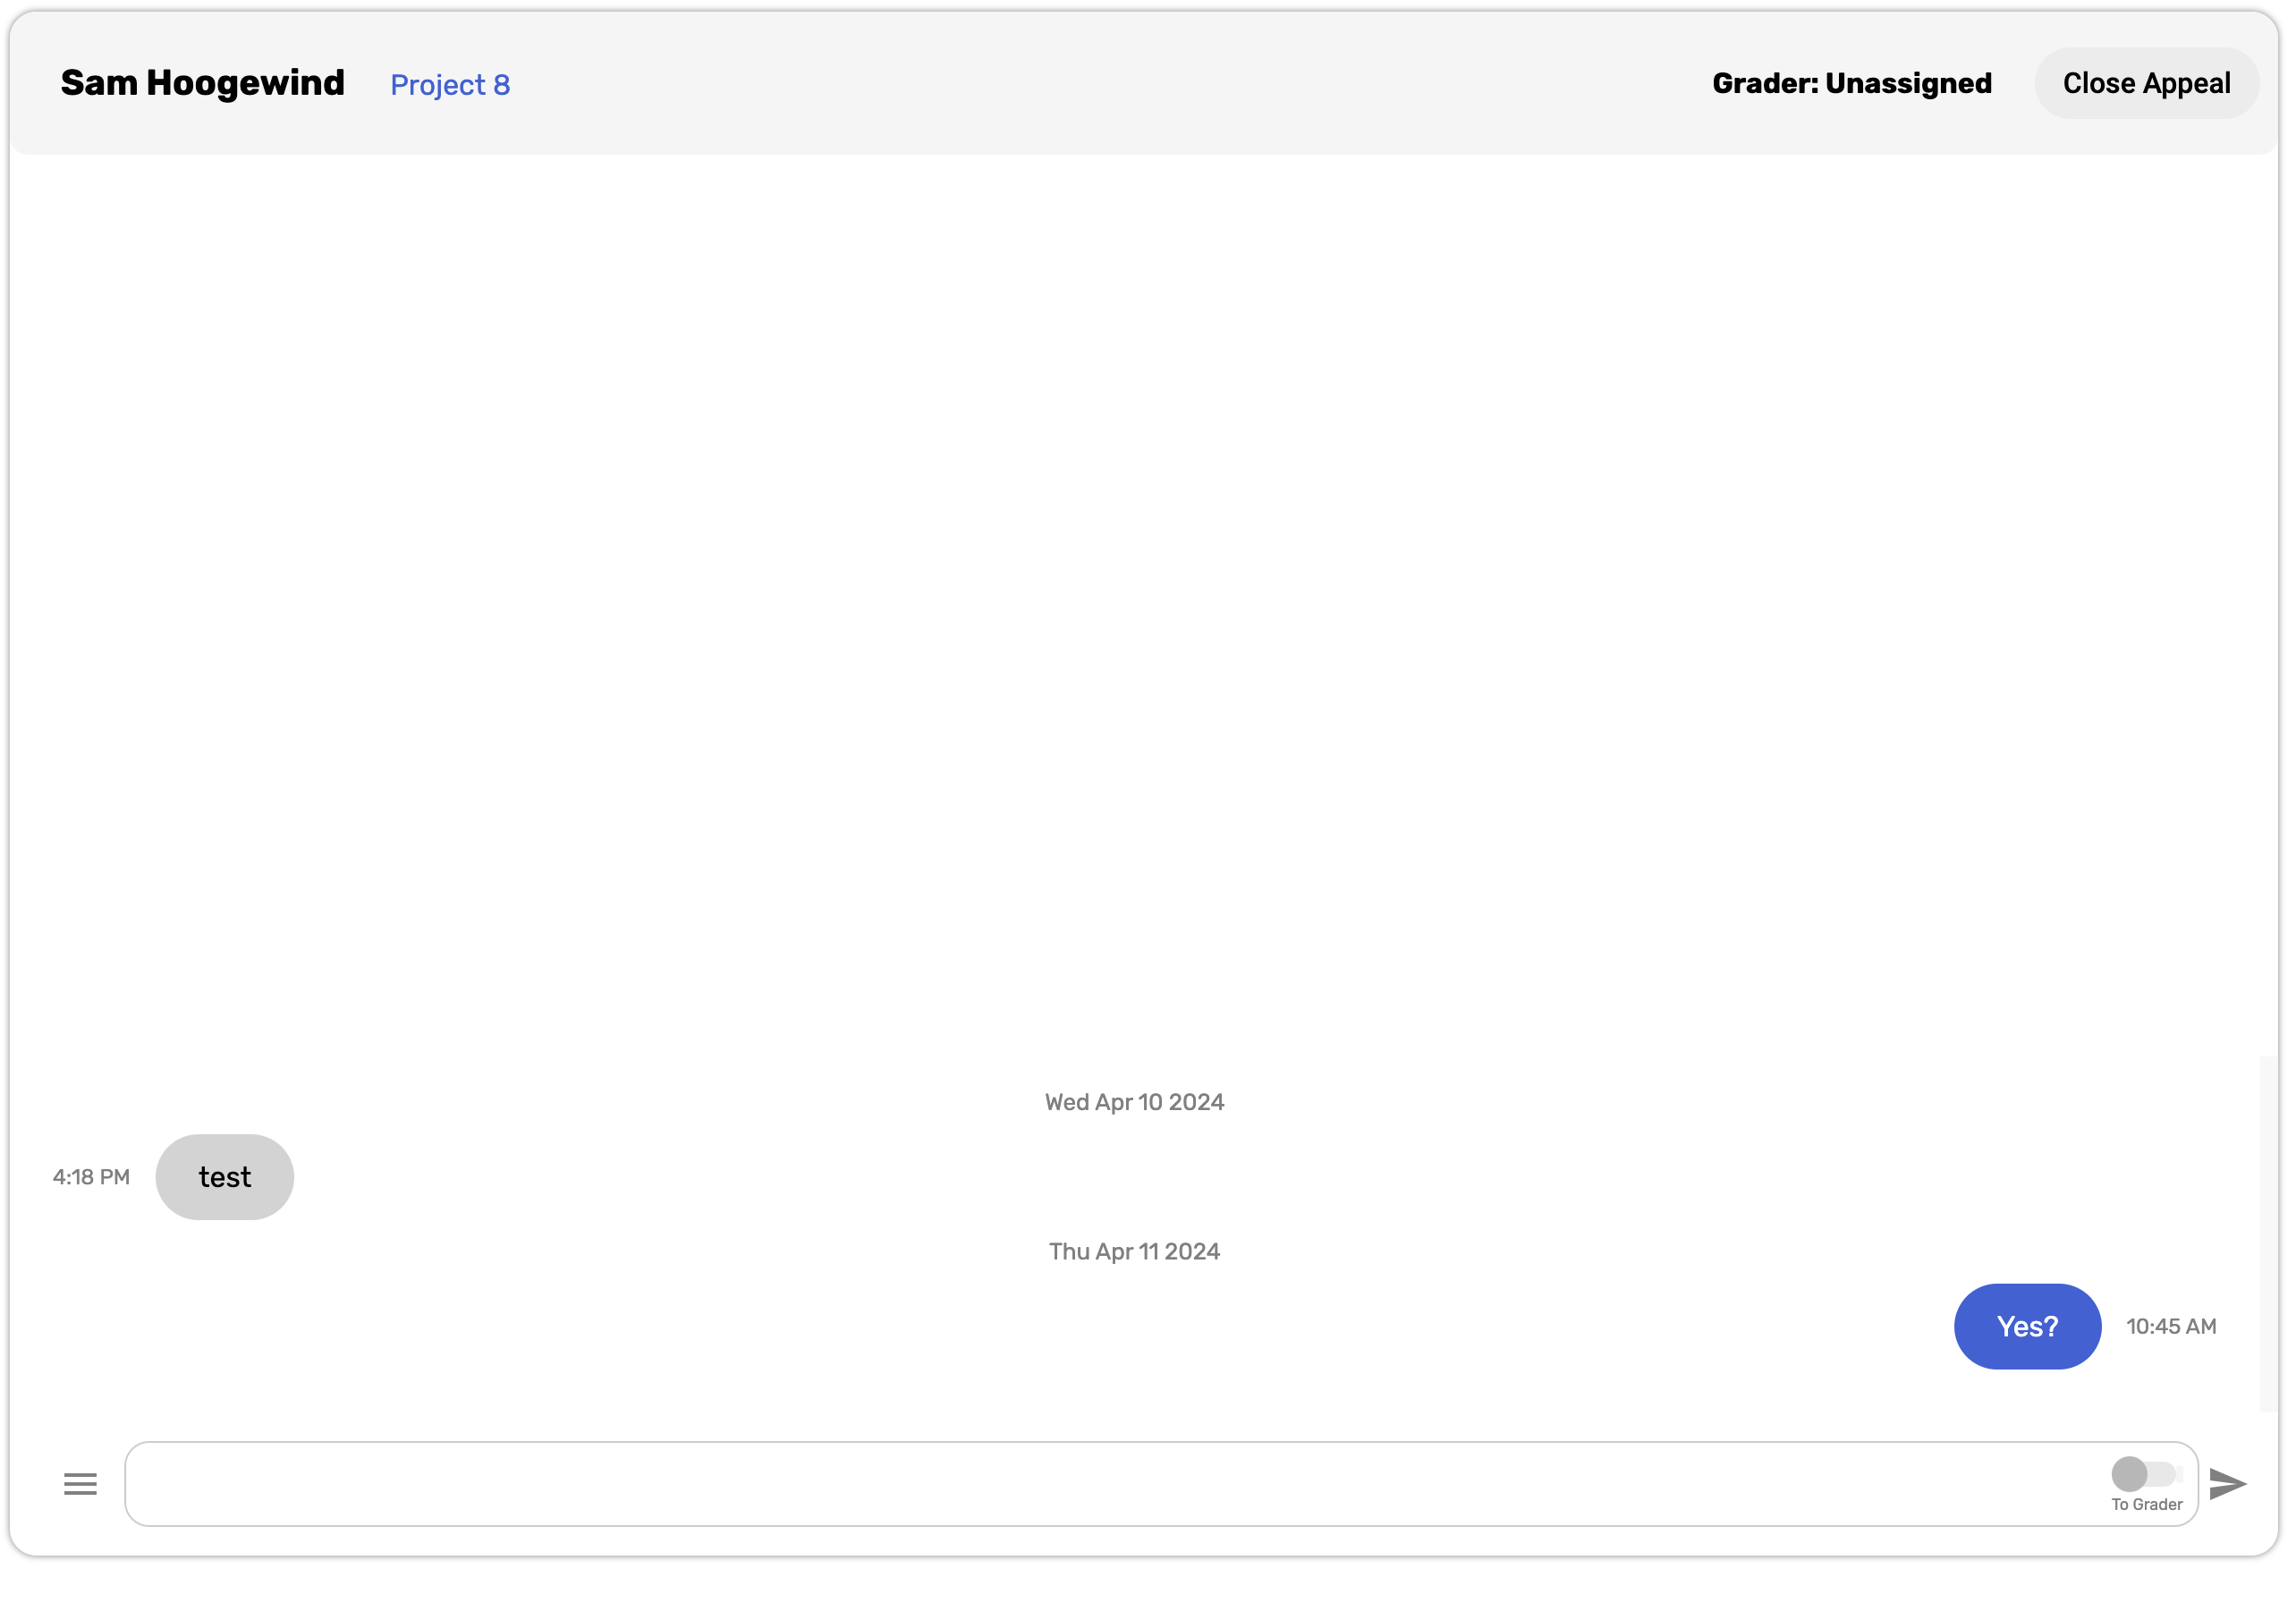 Sam Hoogewind Project 8 Grader: Unassigned Close Appeal
Wed Apr 10 2024
4:18 PM test
Thu Apr 11 2024
Yes? 10:45 AM
To Grader